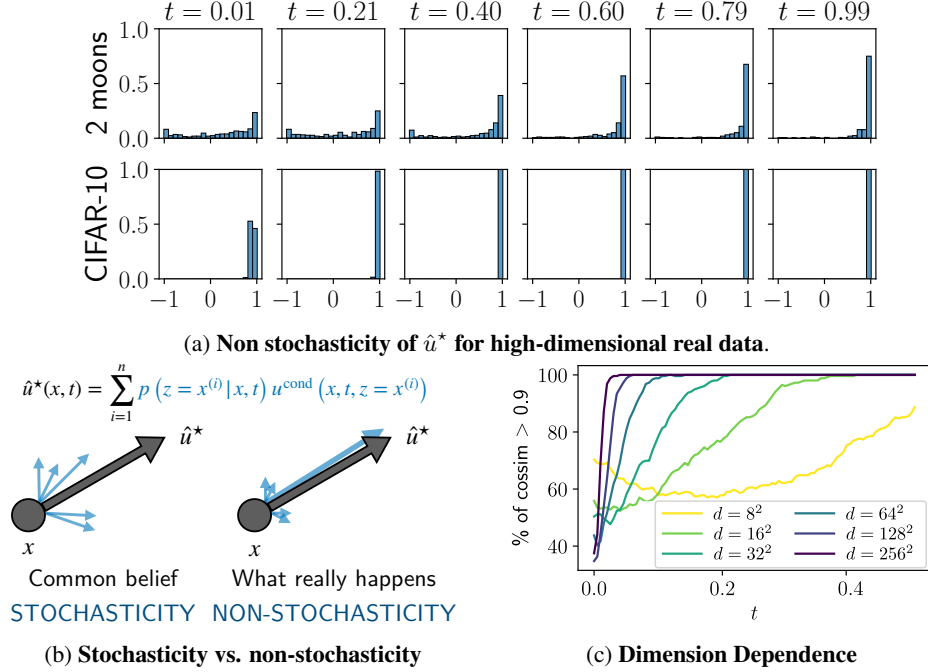 t = 0.01 t = 0.21 t = 0.40 t = 0.60 t = 0.79 t = 0.99
2 moons
1.0
0.5
0.0
CIFAR-10
1.0
0.5
0.0
−1 0 1 −1 0 1 −1 0 1 −1 0 1 −1 0 1 −1 0 1
(a) Non stochasticity of û⋆ for high-dimensional real data.
û⋆(x, t) = ∑ⁿᵢ₌₁ p (z = x⁽ⁱ⁾|x, t) uᶜᵒⁿᵈ (x, t, z = x⁽ⁱ⁾)
û⋆
x
Common belief
STOCHASTICITY
û⋆
x
What really happens
NON-STOCHASTICITY
(b) Stochasticity vs. non-stochasticity
% of cossim > 0.9
100
80
60
40
d = 8² d = 64²
d = 16² d = 128²
d = 32² d = 256²
0.0 0.2 0.4
t
(c) Dimension Dependence